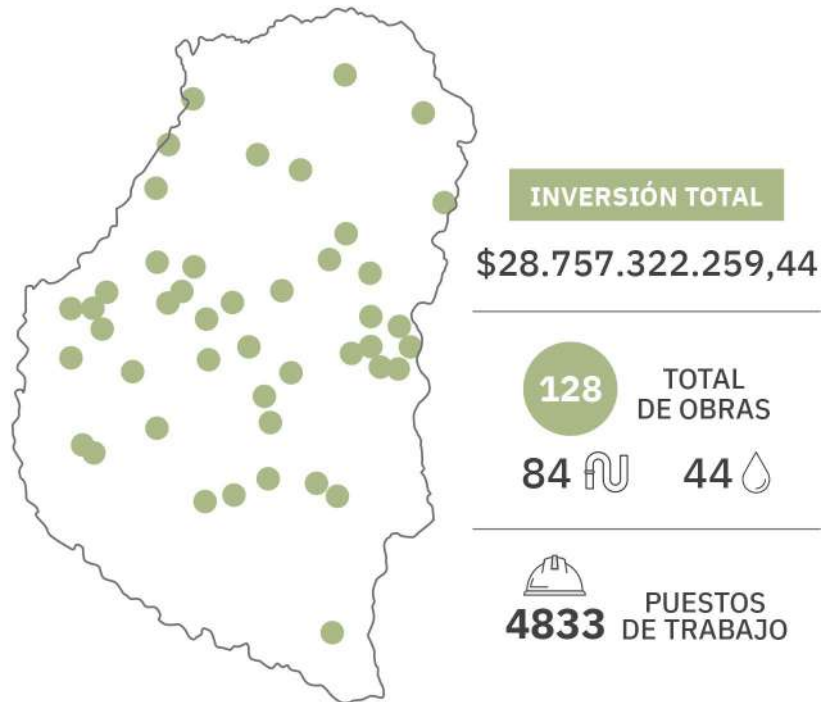 INVERSIÓN TOTAL
$28.757.322.259,44
128
TOTAL
DE OBRAS
84
44
4833
PUESTOS
DE TRABAJO